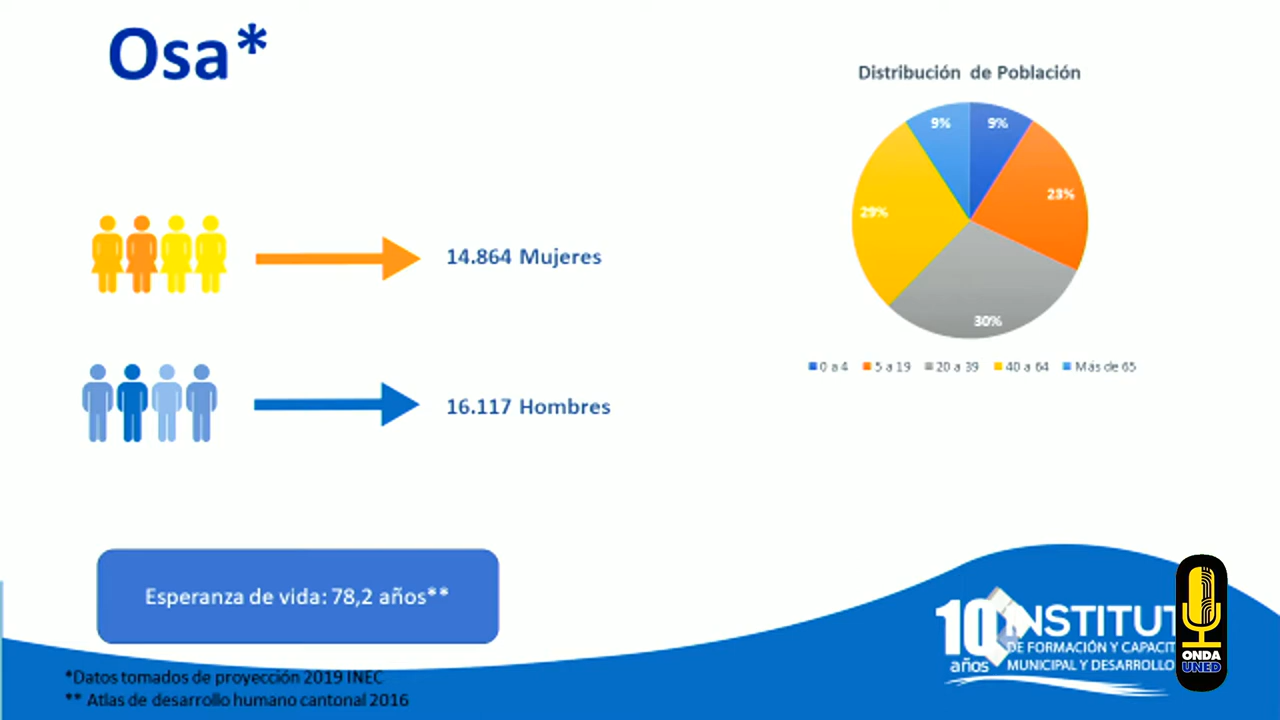 Osa*
Distribución de Población
9%
9%
23%
29%
30%
0 a 4 5 a 19 20 a 39 40 a 64 Más de 65
14.864 Mujeres
16.117 Hombres
Esperanza de vida: 78,2 años**
*Datos tomados de proyección 2019 INEC
** Atlas de desarrollo humano cantonal 2016
10 años
INSTITUT
DE FORMACIÓN Y CAPACIT
MUNICIPAL Y DESARROLLO
ONDA
UNED